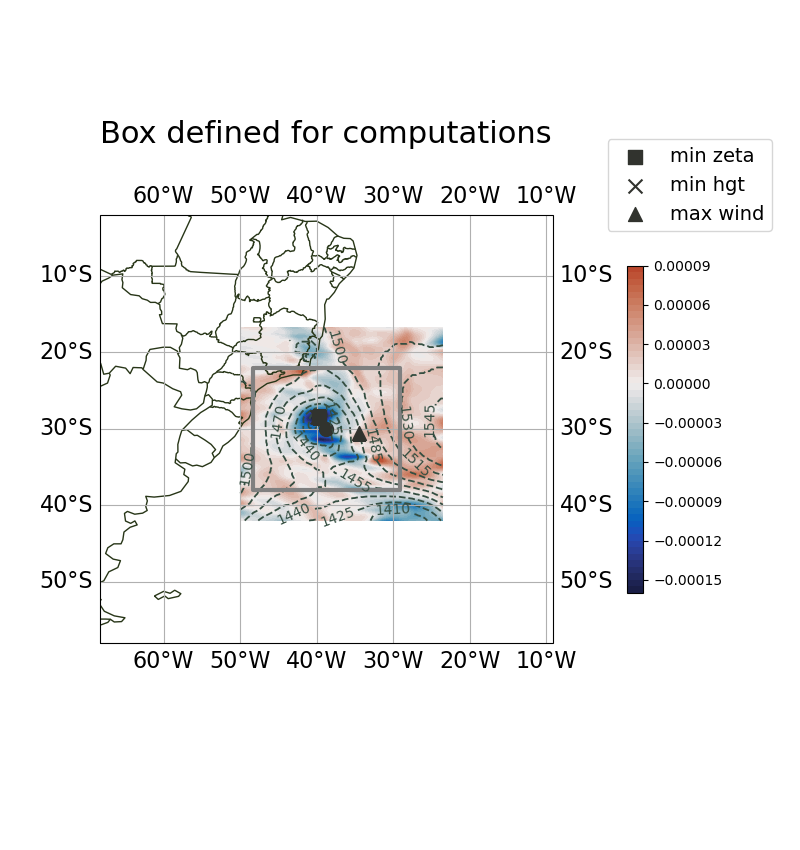 Box defined for computations
min zeta
min hgt
max wind
60°W 50°W 40°W 30°W 20°W 10°W
10°S 10°S
20°S 20°S
30°S 30°S
40°S 40°S
50°S 50°S
60°W 50°W 40°W 30°W 20°W 10°W
0.00009
0.00006
0.00003
0.00000
−0.00003
−0.00006
−0.00009
−0.00012
−0.00015
1500
1470
1530
1545
1440
1485
1515
1500
1455
1440
1425
1410